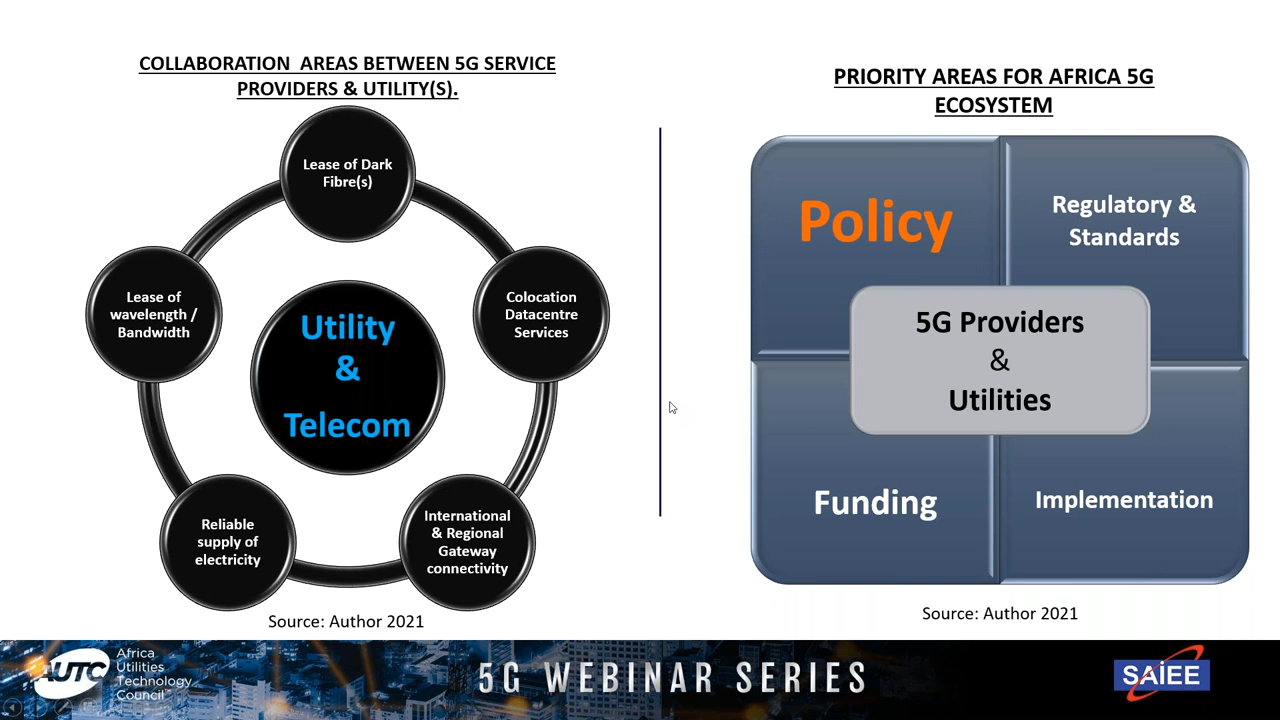 COLLABORATION  AREAS BETWEEN 5G SERVICE
PROVIDERS & UTILITY(S).
Lease of Dark
Fibre(s)
Lease of
wavelength /
Bandwidth
Colocation
Datacentre
Services
Utility
&
Telecom
Reliable
supply of
electricity
International
& Regional
Gateway
connectivity
Source: Author 2021
PRIORITY AREAS FOR AFRICA 5G
ECOSYSTEM
Policy
Regulatory &
Standards
5G Providers
&
Utilities
Funding
Implementation
Source: Author 2021
AUTC
Africa
Utilities
Technology
Council
5G WEBINAR SERIES
SAIEE